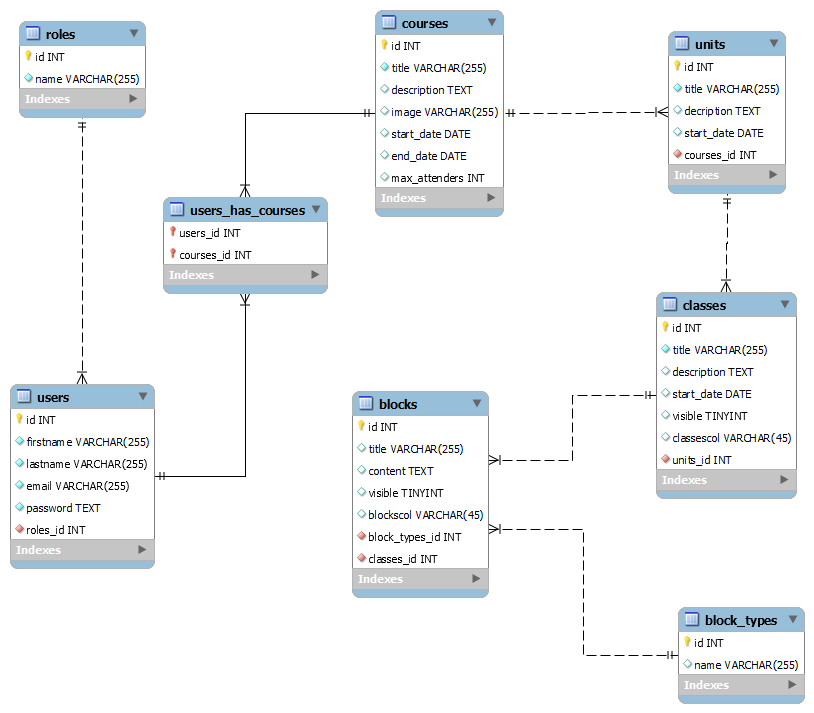 roles
id INT
name VARCHAR(255)
Indexes
courses
id INT
title VARCHAR(255)
description TEXT
image VARCHAR(255)
start_date DATE
end_date DATE
max_attenders INT
Indexes
units
id INT
title VARCHAR(255)
decription TEXT
start_date DATE
courses_id INT
Indexes
users_has_courses
users_id INT
courses_id INT
Indexes
classes
id INT
title VARCHAR(255)
description TEXT
start_date DATE
visible TINYINT
classescol VARCHAR(45)
units_id INT
Indexes
users
id INT
firstname VARCHAR(255)
lastname VARCHAR(255)
email VARCHAR(255)
password TEXT
roles_id INT
Indexes
blocks
id INT
title VARCHAR(255)
content TEXT
visible TINYINT
blockscol VARCHAR(45)
block_types_id INT
classes_id INT
Indexes
block_types
id INT
name VARCHAR(255)
Indexes